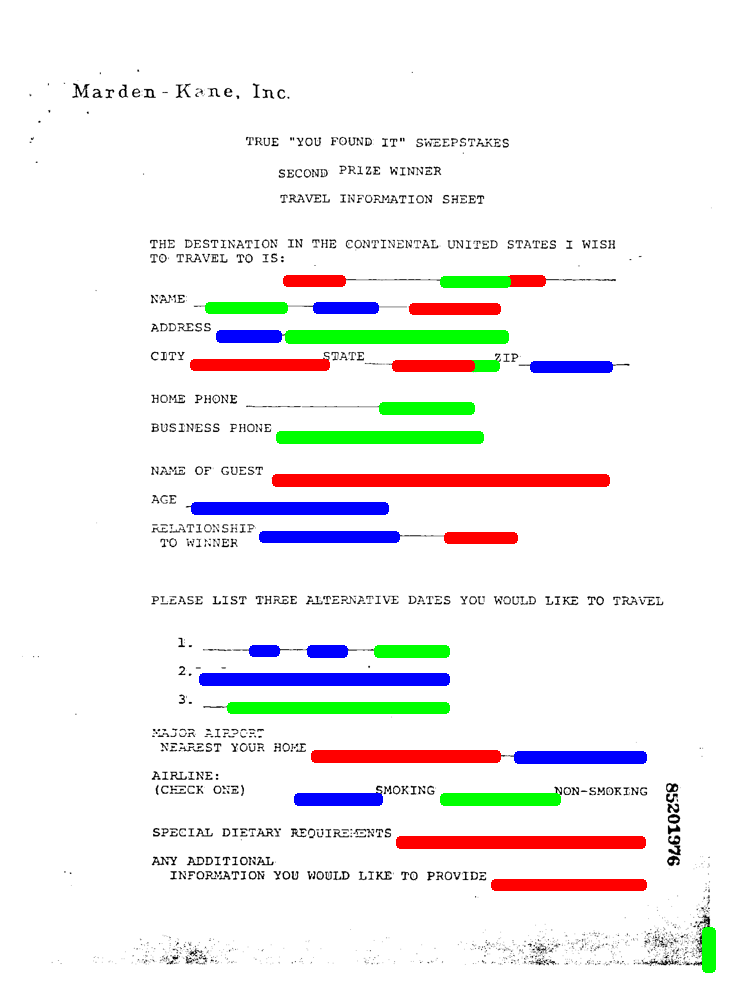 Marden-Kane, Inc.
TRUE "YOU FOUND IT" SWEEPSTAKES
SECOND PRIZE WINNER
TRAVEL INFORMATION SHEET
THE DESTINATION IN THE CONTINENTAL UNITED STATES I WISH
TO TRAVEL TO IS:
NAME
ADDRESS
CITY STATE ZIP
HOME PHONE
BUSINESS PHONE
NAME OF GUEST
AGE
RELATIONSHIP
TO WINNER
PLEASE LIST THREE ALTERNATIVE DATES YOU WOULD LIKE TO TRAVEL
1.
2.
3.
MAJOR AIRPORT
NEAREST YOUR HOME
AIRLINE:
(CHECK ONE) SMOKING NON-SMOKING
SPECIAL DIETARY REQUIREMENTS
ANY ADDITIONAL
INFORMATION YOU WOULD LIKE TO PROVIDE
85201976